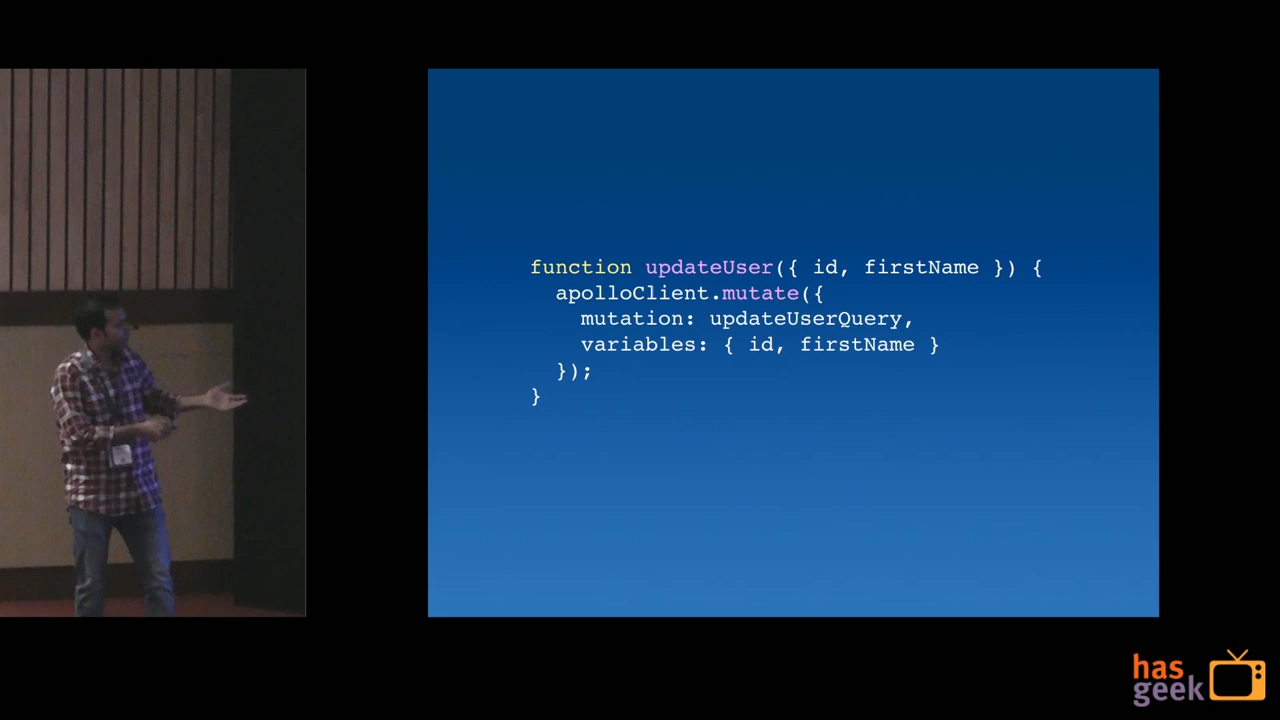 function updateUser({ id, firstName }) {
  apolloClient.mutate({
    mutation: updateUserQuery,
    variables: { id, firstName }
  });
}
has
geek